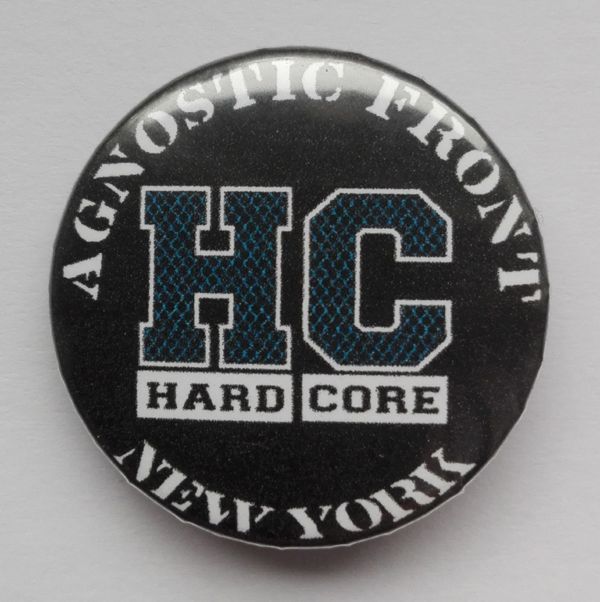 AGNOSTIC FRONT
HC
HARD CORE
NEW YORK